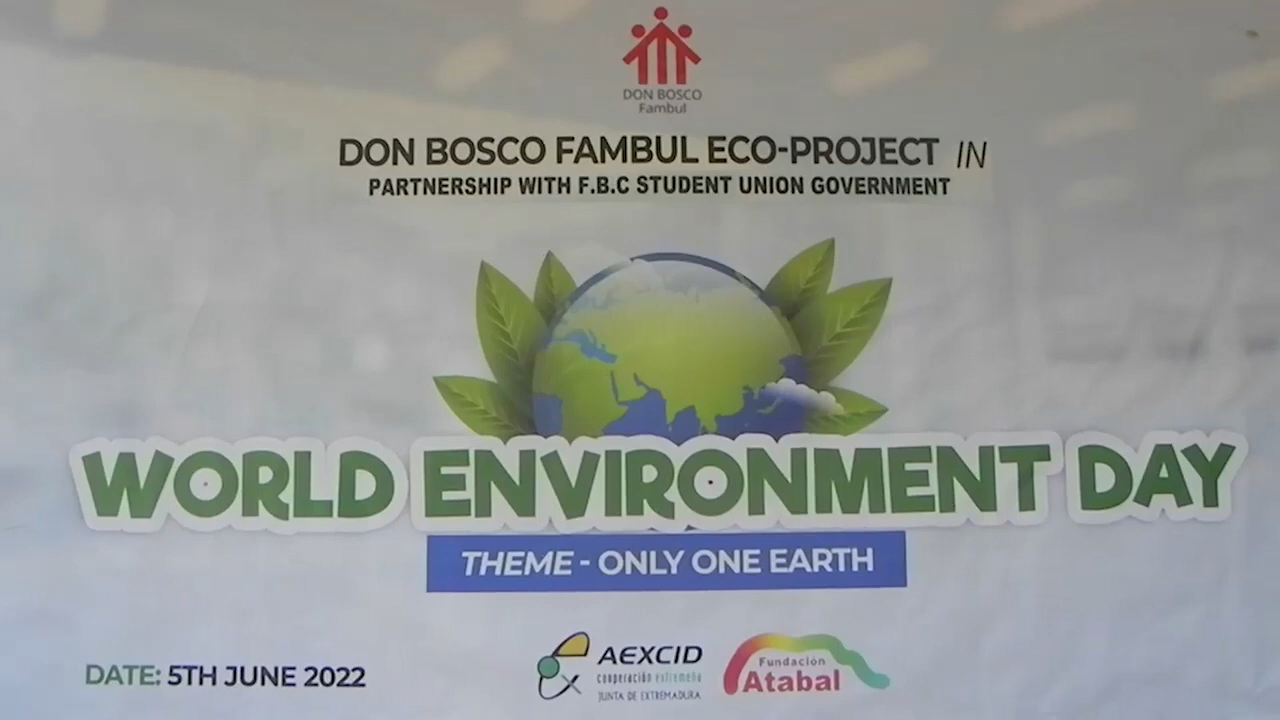 DON BOSCO
Fambul
DON BOSCO FAMBUL ECO-PROJECT IN
PARTNERSHIP WITH F.B.C STUDENT UNION GOVERNMENT
WORLD ENVIRONMENT DAY
THEME - ONLY ONE EARTH
DATE: 5TH JUNE 2022
AEXCID
cooperación extremeña
JUNTA DE EXTREMADURA
Fundación
Atabal